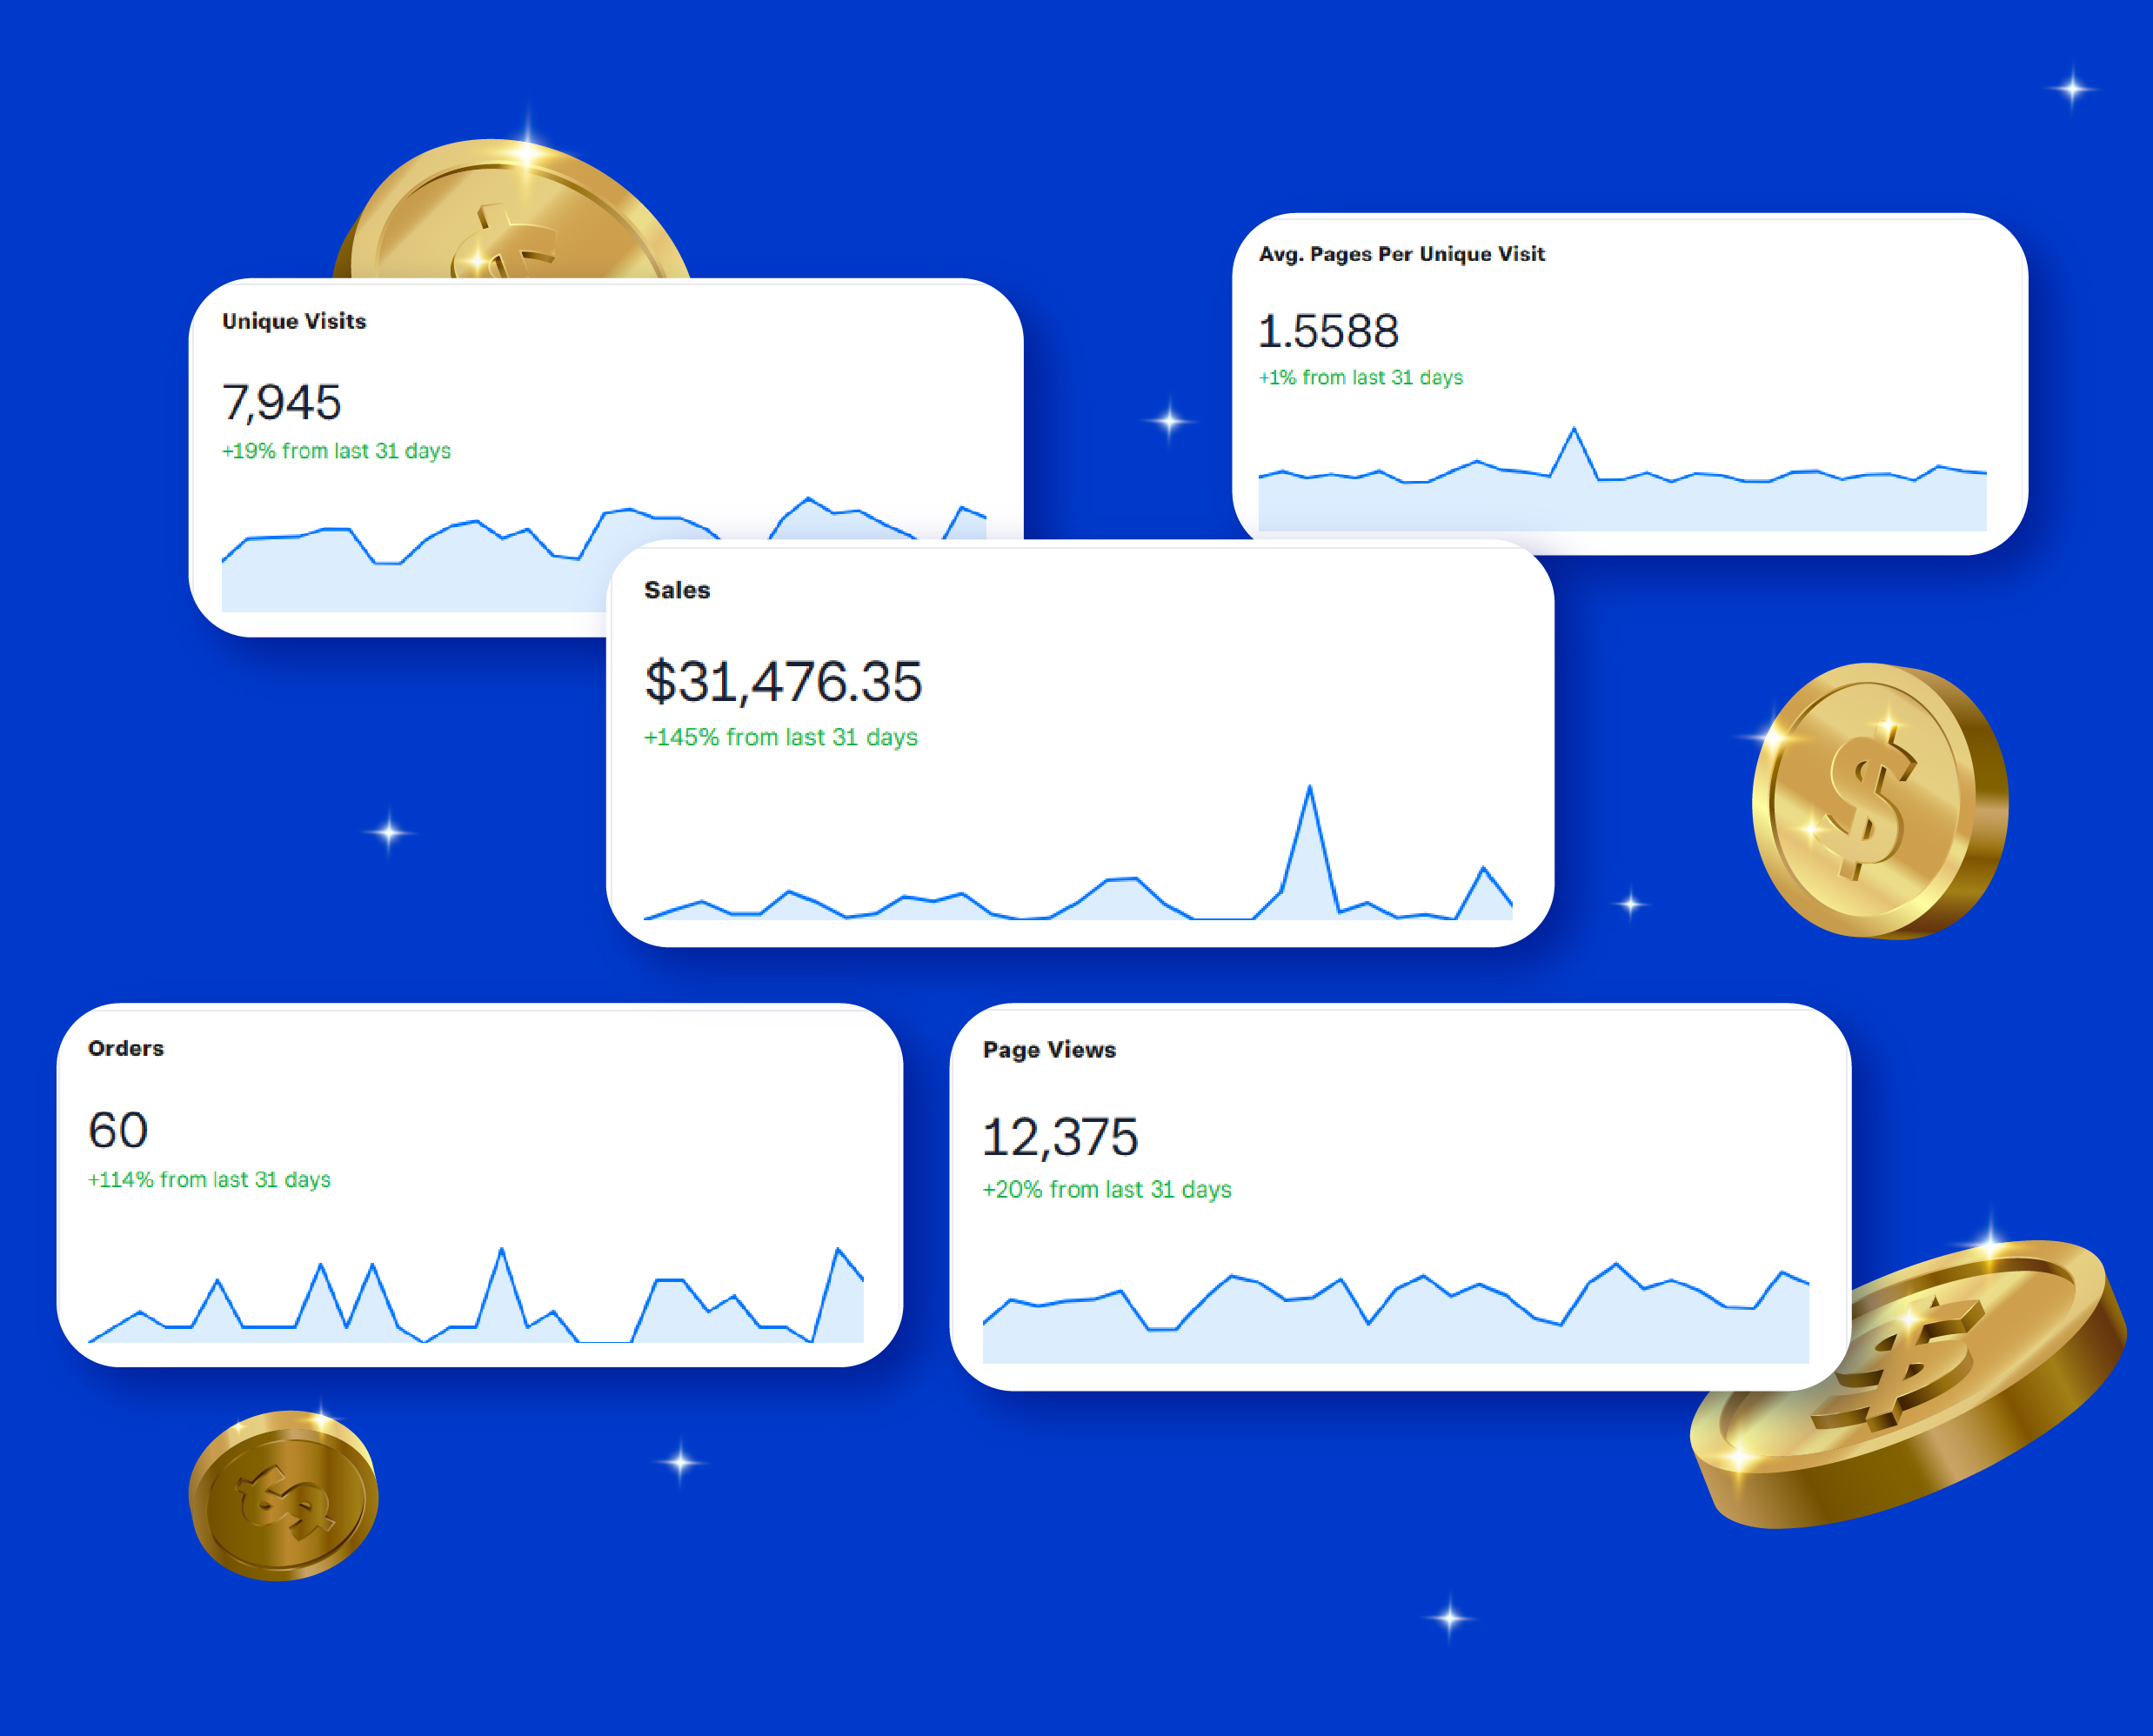 Unique Visits
7,945
+19% from last 31 days
Avg. Pages Per Unique Visit
1.5588
+1% from last 31 days
Sales
$31,476.35
+145% from last 31 days
Orders
60
+114% from last 31 days
Page Views
12,375
+20% from last 31 days